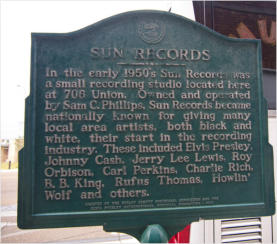 SUN RECORDS
In the early 1950's Sun Records was
a small recording studio located here
at 706 Union. Owned and operated
by Sam C. Phillips, Sun Records became
nationally known for giving many
local area artists, both black and
white, their start in the recording
industry. These included Elvis Presley,
Johnny Cash, Jerry Lee Lewis, Roy
Orbison, Carl Perkins, Charlie Rich,
B. B. King, Rufus Thomas, Howlin'
Wolf and others.